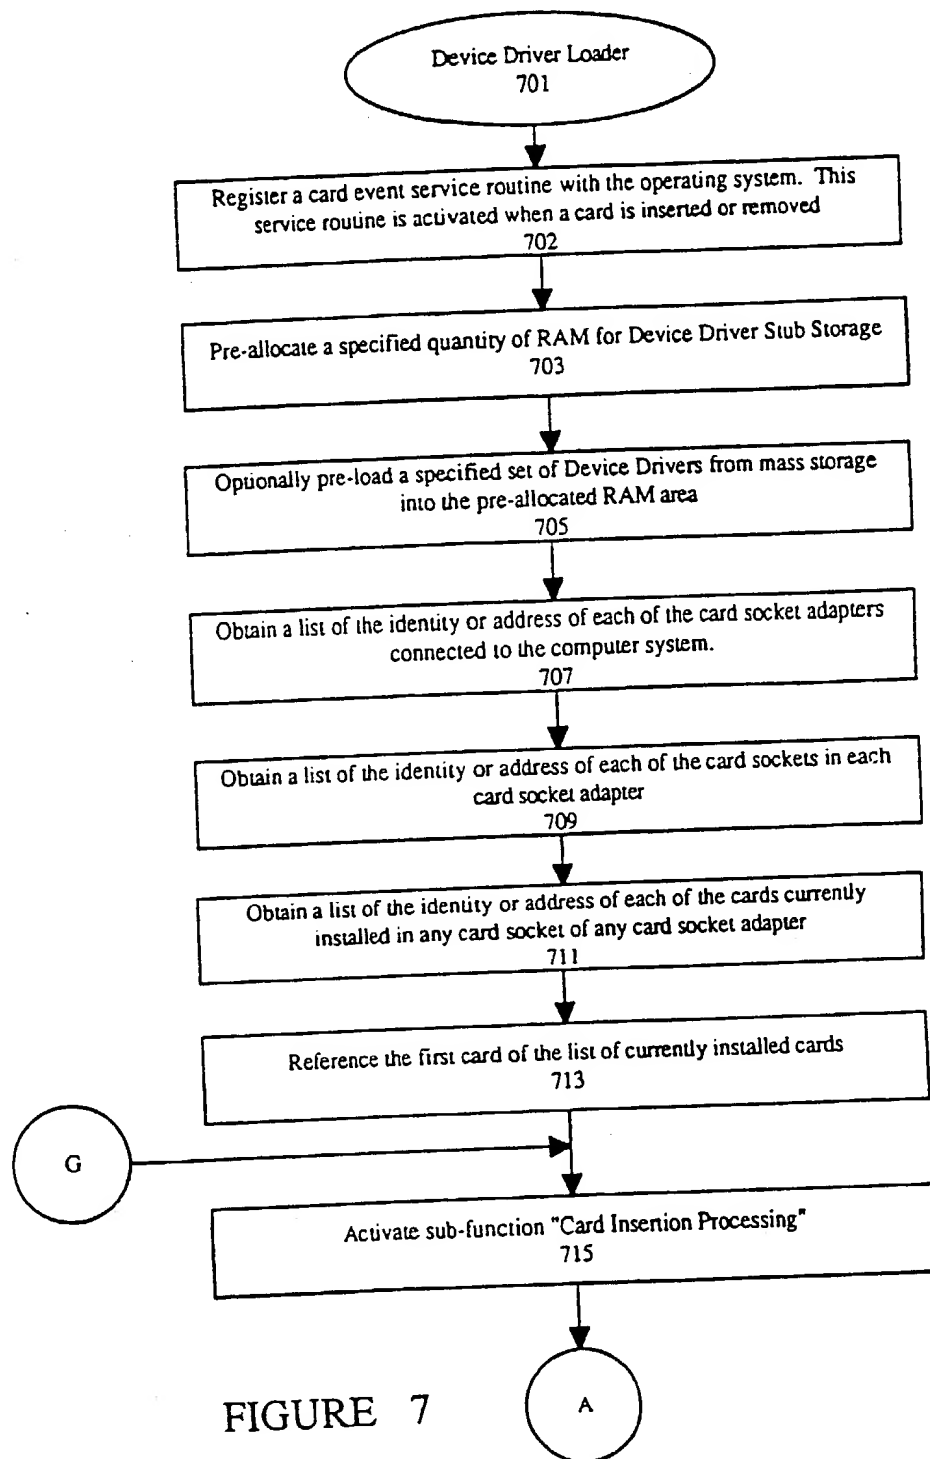 Device Driver Loader
701
Register a card event service routine with the operating system. This
service routine is activated when a card is inserted or removed
702
Pre-allocate a specified quantity of RAM for Device Driver Stub Storage
703
Optionally pre-load a specified set of Device Drivers from mass storage
into the pre-allocated RAM area
705
Obtain a list of the identity or address of each of the card socket adapters
connected to the computer system.
707
Obtain a list of the identity or address of each of the card sockets in each
card socket adapter
709
Obtain a list of the identity or address of each of the cards currently
installed in any card socket of any card socket adapter
711
Reference the first card of the list of currently installed cards
713
G
Activate sub-function "Card Insertion Processing"
715
A
FIGURE 7